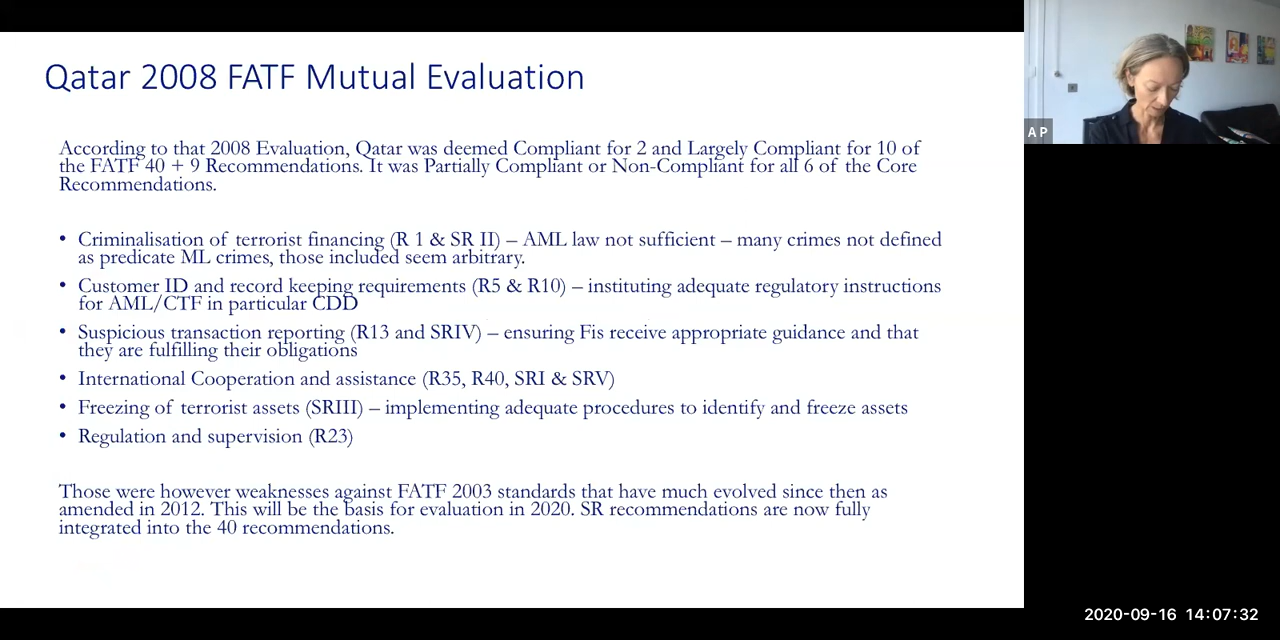 Qatar 2008 FATF Mutual Evaluation
According to that 2008 Evaluation, Qatar was deemed Compliant for 2 and Largely Compliant for 10 of
the FATF 40 + 9 Recommendations. It was Partially Compliant or Non-Compliant for all 6 of the Core
Recommendations.
• Criminalisation of terrorist financing (R 1 & SR II) – AML law not sufficient – many crimes not defined
as predicate ML crimes, those included seem arbitrary.
• Customer ID and record keeping requirements (R5 & R10) – instituting adequate regulatory instructions
for AML/CTF in particular CDD
• Suspicious transaction reporting (R13 and SRIV) – ensuring Fis receive appropriate guidance and that
they are fulfilling their obligations
• International Cooperation and assistance (R35, R40, SRI & SRV)
• Freezing of terrorist assets (SRIII) – implementing adequate procedures to identify and freeze assets
• Regulation and supervision (R23)
Those were however weaknesses against FATF 2003 standards that have much evolved since then as
amended in 2012. This will be the basis for evaluation in 2020. SR recommendations are now fully
integrated into the 40 recommendations.
A P
2020-09-16 14:07:32